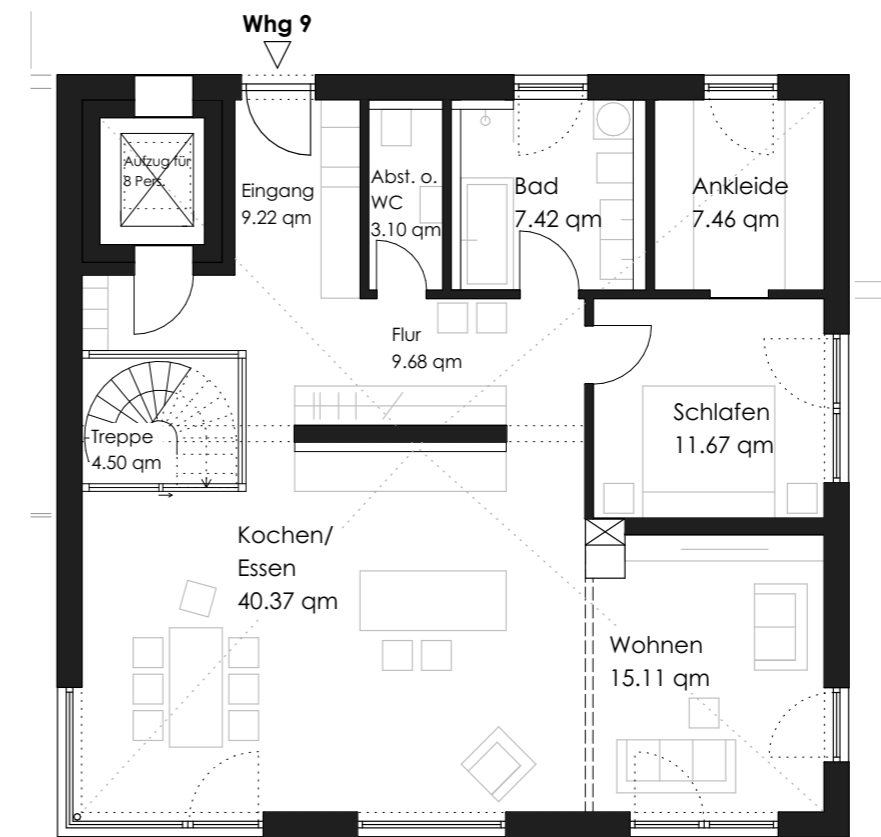 Whg 9
Aufzug für
8 Pers.
Eingang
9.22 qm
Abst. o.
WC
3.10 qm
Bad
7.42 qm
Ankleide
7.46 qm
Flur
9.68 qm
Schlafen
11.67 qm
Treppe
4.50 qm
Kochen/
Essen
40.37 qm
Wohnen
15.11 qm